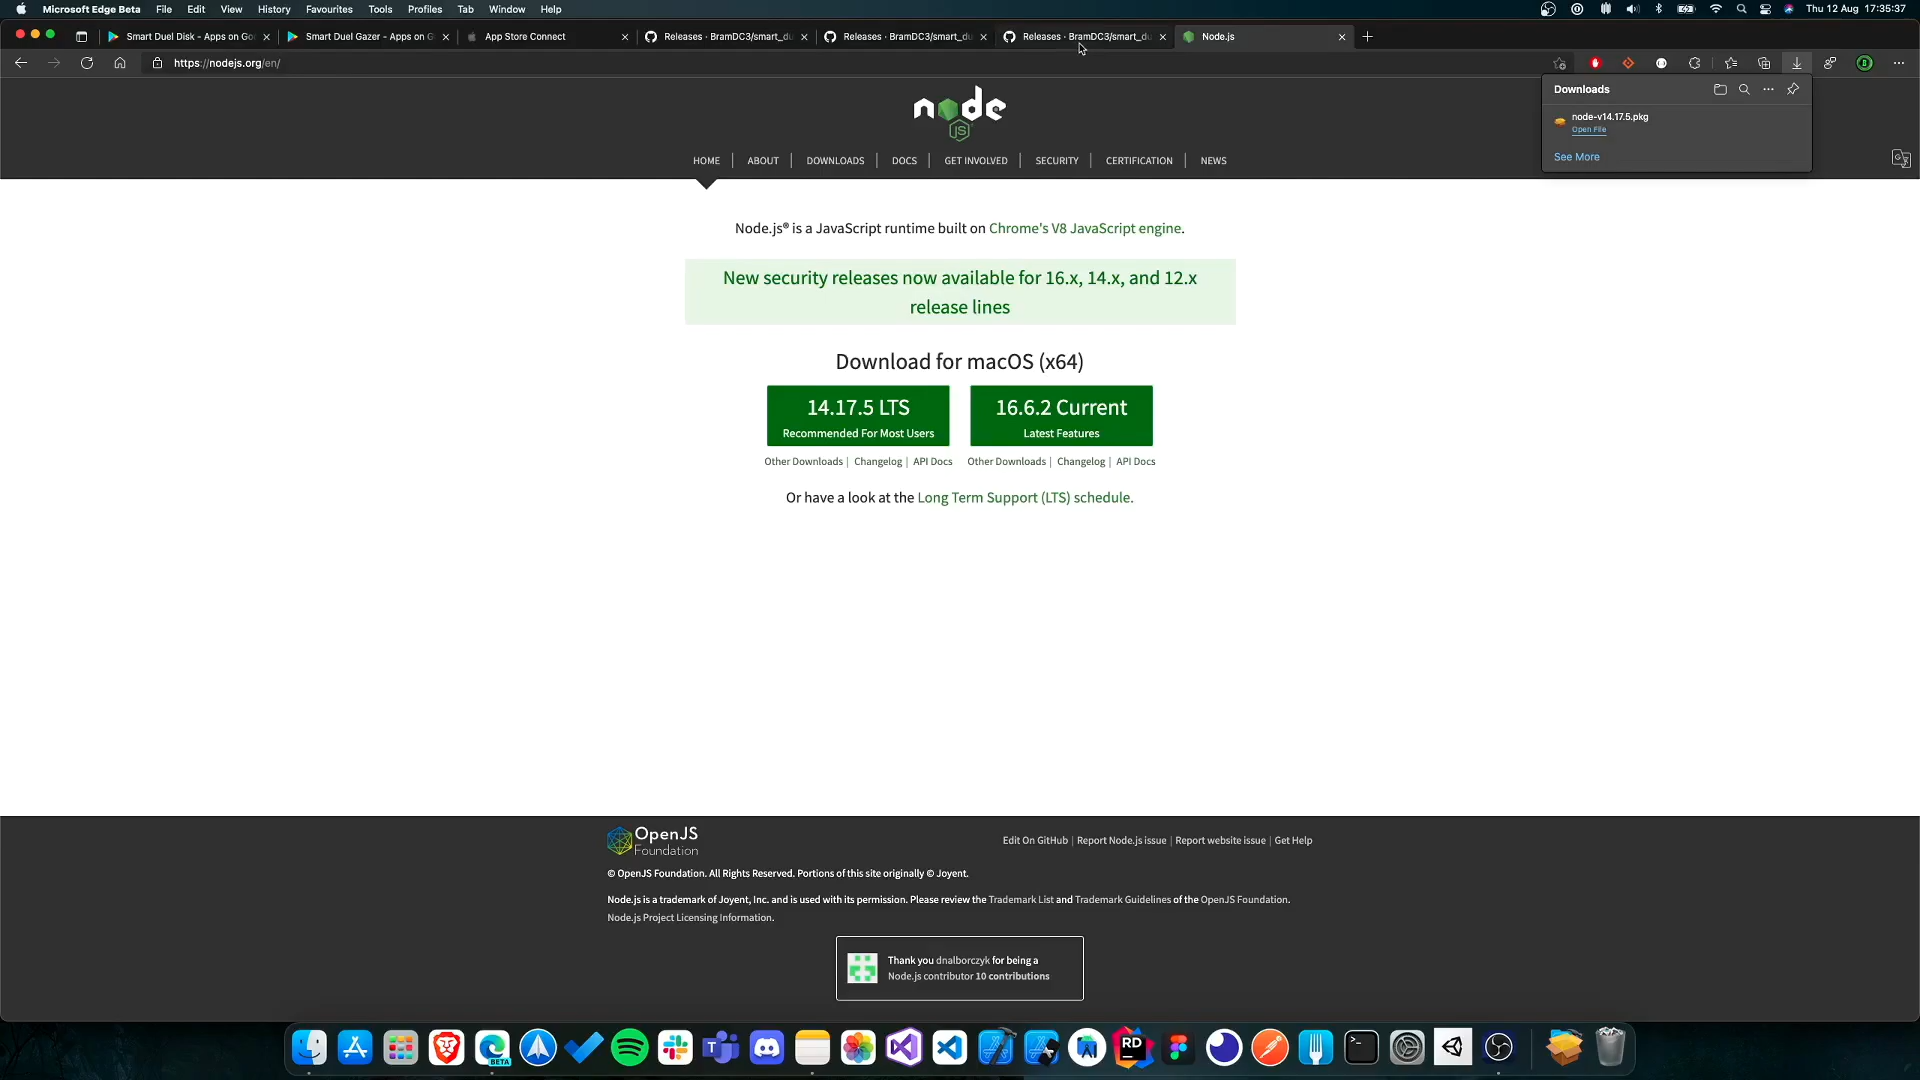 Microsoft Edge Beta File Edit View History Favourites Tools Profiles Tab Window Help Thu 12 Aug 17:35:37
Smart Duel Disk - Apps on Go Smart Duel Gazer - Apps on G App Store Connect Releases · BramDC3/smart_du Releases · BramDC3/smart_du Releases · BramDC3/smart_du Node.js
https://nodejs.org/en/
Downloads
node-v14.17.5.pkg
Open File
See More
node
JS
HOME ABOUT DOWNLOADS DOCS GET INVOLVED SECURITY CERTIFICATION NEWS
Node.js® is a JavaScript runtime built on Chrome's V8 JavaScript engine.
New security releases now available for 16.x, 14.x, and 12.x
release lines
Download for macOS (x64)
14.17.5 LTS
Recommended For Most Users
16.6.2 Current
Latest Features
Other Downloads | Changelog | API Docs
Other Downloads | Changelog | API Docs
Or have a look at the Long Term Support (LTS) schedule.
OpenJS
Foundation
Edit On GitHub | Report Node.js issue | Report website issue | Get Help
© OpenJS Foundation. All Rights Reserved. Portions of this site originally © Joyent.
Node.js is a trademark of Joyent, Inc. and is used with its permission. Please review the Trademark List and Trademark Guidelines of the OpenJS Foundation.
Node.js Project Licensing Information.
Thank you dnalborczyk for being a
Node.js contributor 10 contributions
BETA
RD